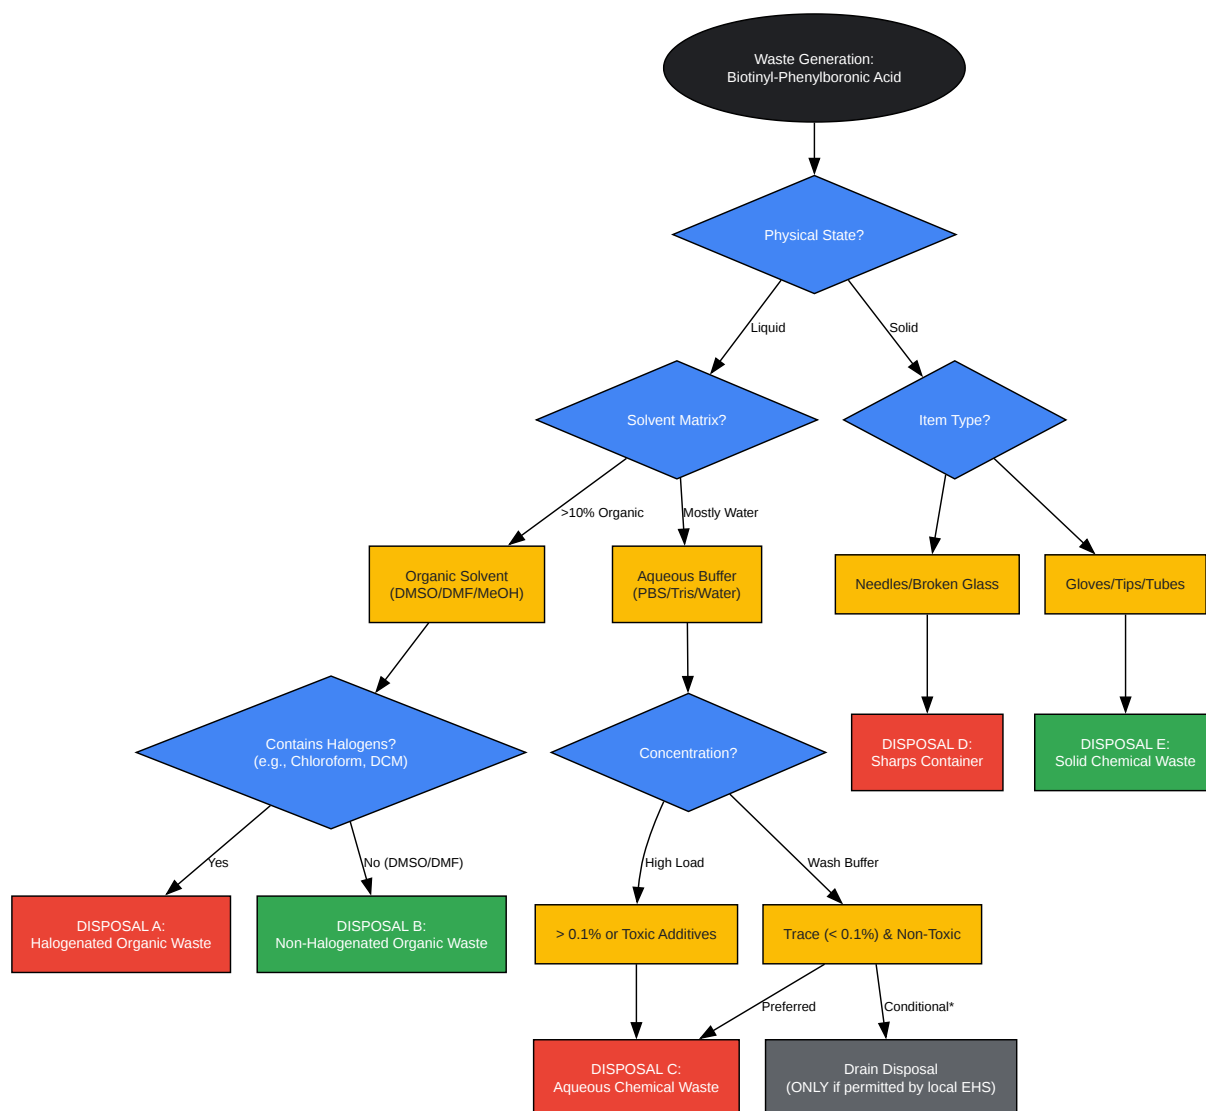 Waste Generation:
Biotinyl-Phenylboronic Acid
Physical State?
Liquid
Solid
Solvent Matrix?
Item Type?
>10% Organic
Mostly Water
Organic Solvent
(DMSO/DMF/MeOH)
Aqueous Buffer
(PBS/Tris/Water)
Needles/Broken Glass
Gloves/Tips/Tubes
Contains Halogens?
(e.g., Chloroform, DCM)
Concentration?
DISPOSAL D:
Sharps Container
DISPOSAL E:
Solid Chemical Waste
Yes
No (DMSO/DMF)
High Load
Wash Buffer
DISPOSAL A:
Halogenated Organic Waste
DISPOSAL B:
Non-Halogenated Organic Waste
> 0.1% or Toxic Additives
Trace (< 0.1%) & Non-Toxic
Preferred
Conditional*
DISPOSAL C:
Aqueous Chemical Waste
Drain Disposal
(ONLY if permitted by local EHS)